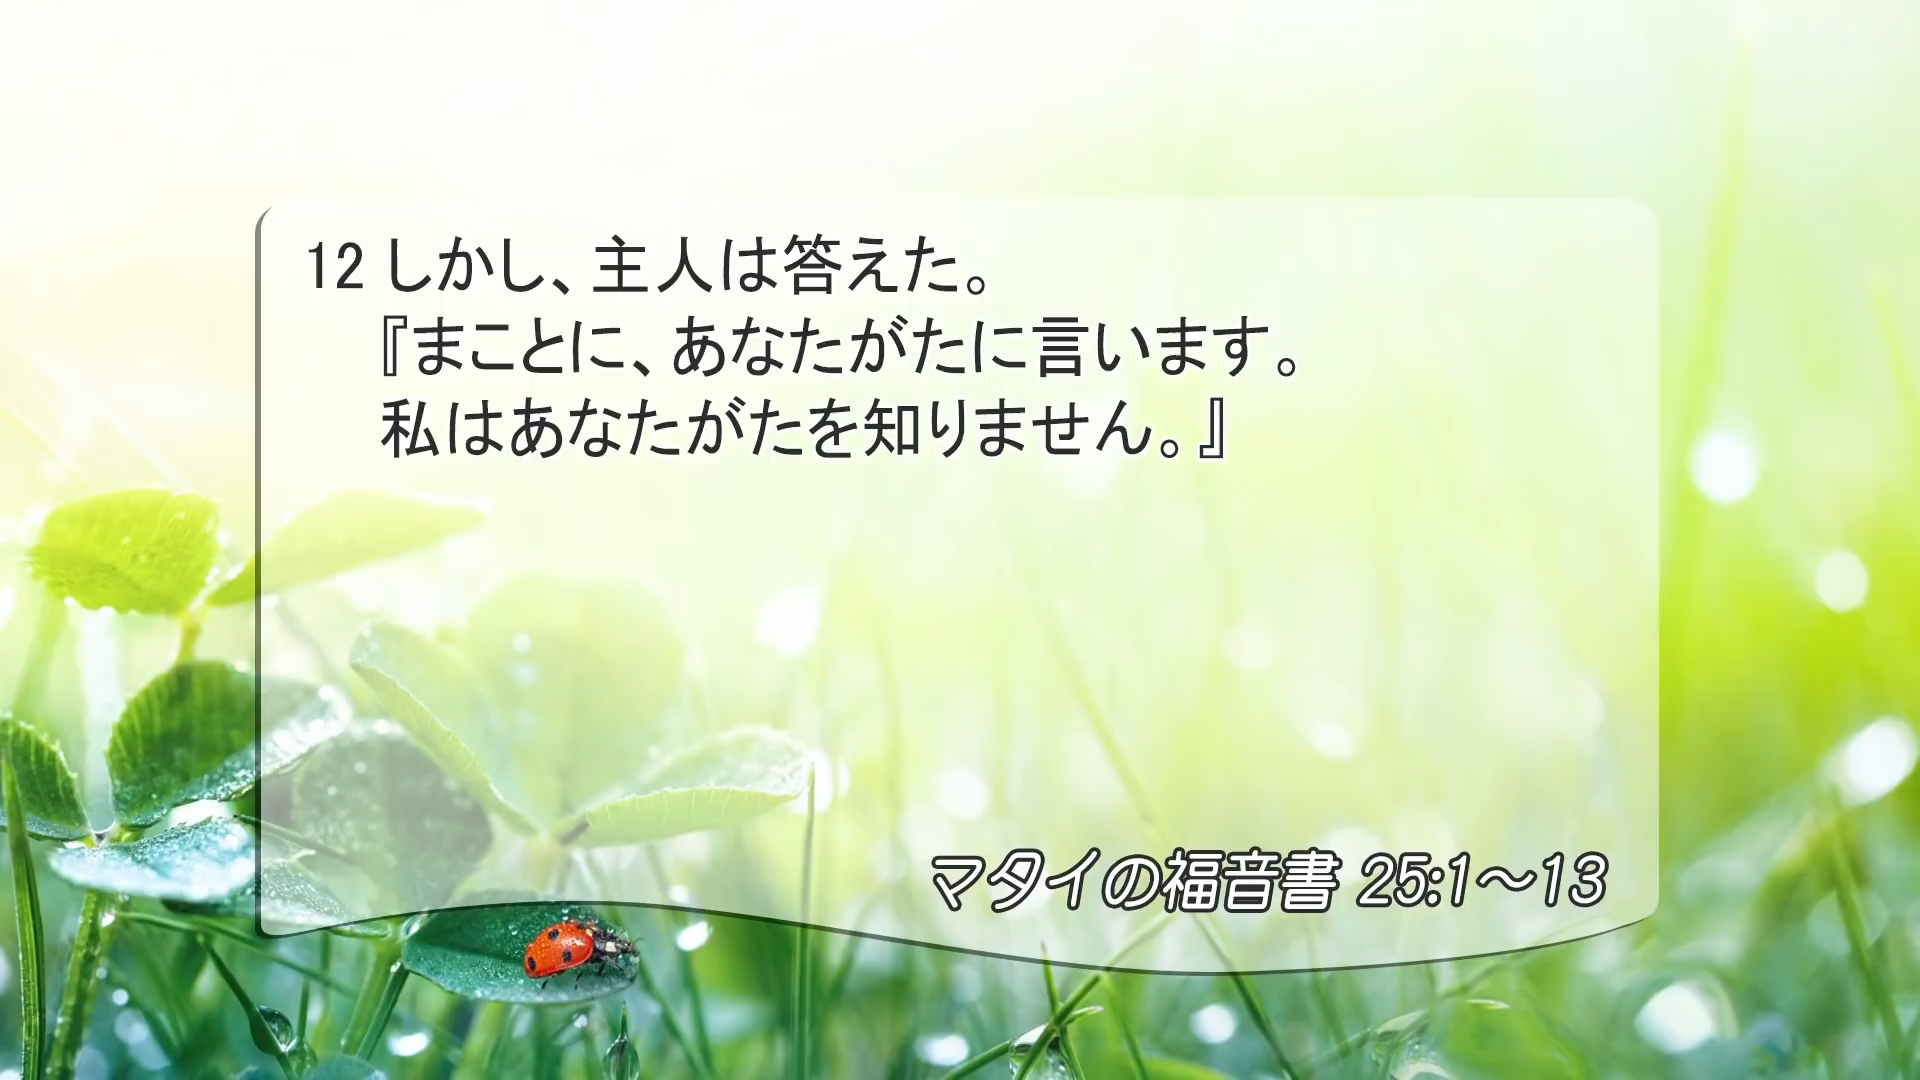 12 しかし、主人は答えた。
『まことに、あなたがたに言います。
私はあなたがたを知りません。』
マタイの福音書 25:1～13